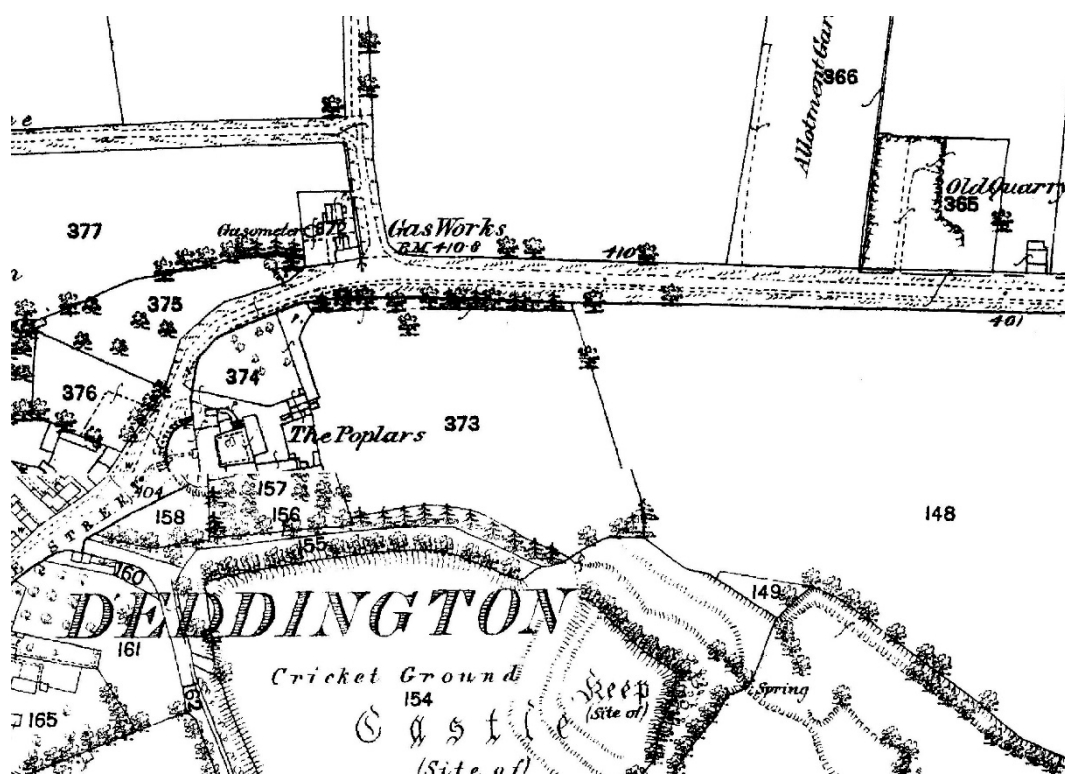 366
Allotment Gar
Old Quarry
365
377
Gasometer
372
Gas Works
B.M. 410·8
410
401
375
376
374
The Poplars
373
404
STREET
157
156
158
155
148
149
160
DEDDINGTON
161
Cricket Ground
154
Keep
(Site of)
Castle
(Site of)
Spring
162
165